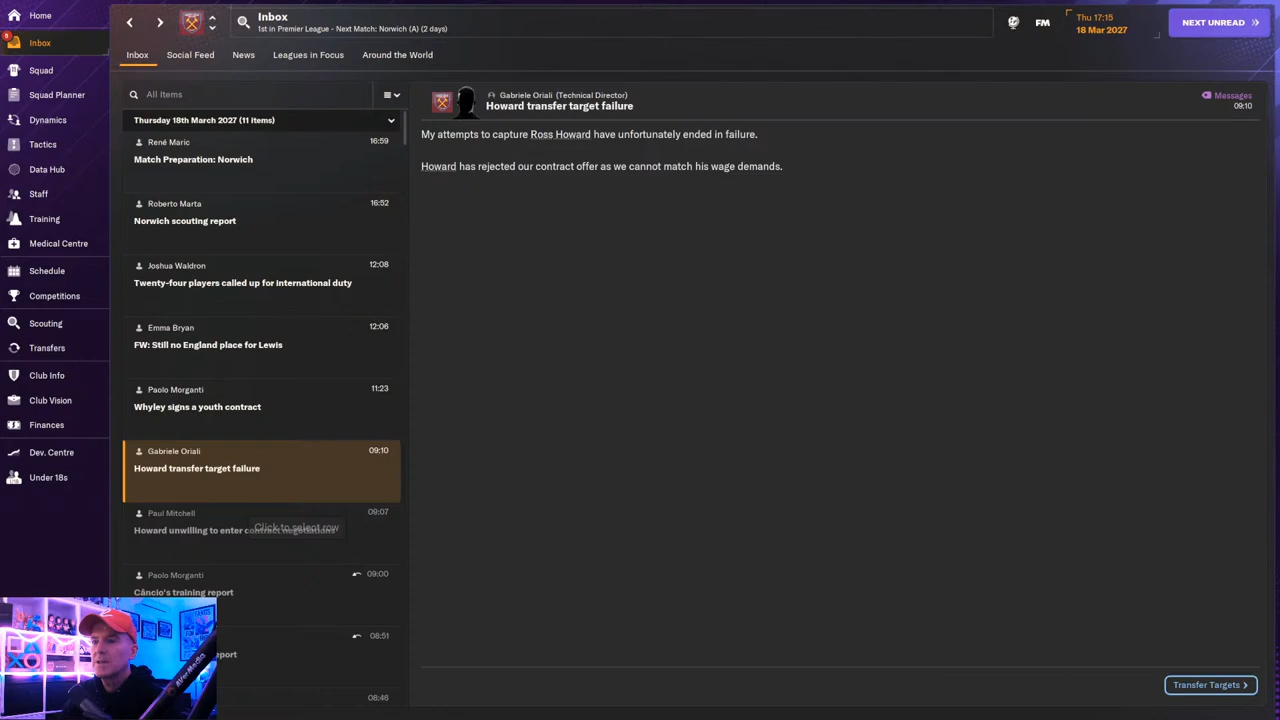 Home
Inbox
1st in Premier League - Next Match: Norwich (A) (2 days)
FM
Thu 17:15
18 Mar 2027
NEXT UNREAD
6
Inbox
Squad
Squad Planner
Dynamics
Tactics
Data Hub
Staff
Training
Medical Centre
Schedule
Competitions
Scouting
Transfers
Club Info
Club Vision
Finances
Dev. Centre
Under 18s
Inbox
Social Feed
News
Leagues in Focus
Around the World
All Items
Thursday 18th March 2027 (11 items)
René Maric
16:59
Match Preparation: Norwich
Roberto Marta
16:52
Norwich scouting report
Joshua Waldron
12:08
Twenty-four players called up for international duty
Emma Bryan
12:06
FW: Still no England place for Lewis
Paolo Morganti
11:23
Whyley signs a youth contract
Gabriele Oriali
09:10
Howard transfer target failure
Paul Mitchell
09:07
Howard unwilling to enter contract negotiations
Click to select row
Paolo Morganti
09:00
Câncio's training report
08:51
08:46
Gabriele Oriali (Technical Director)
Howard transfer target failure
Messages
09:10
My attempts to capture Ross Howard have unfortunately ended in failure.
Howard has rejected our contract offer as we cannot match his wage demands.
Transfer Targets
AVerMedia